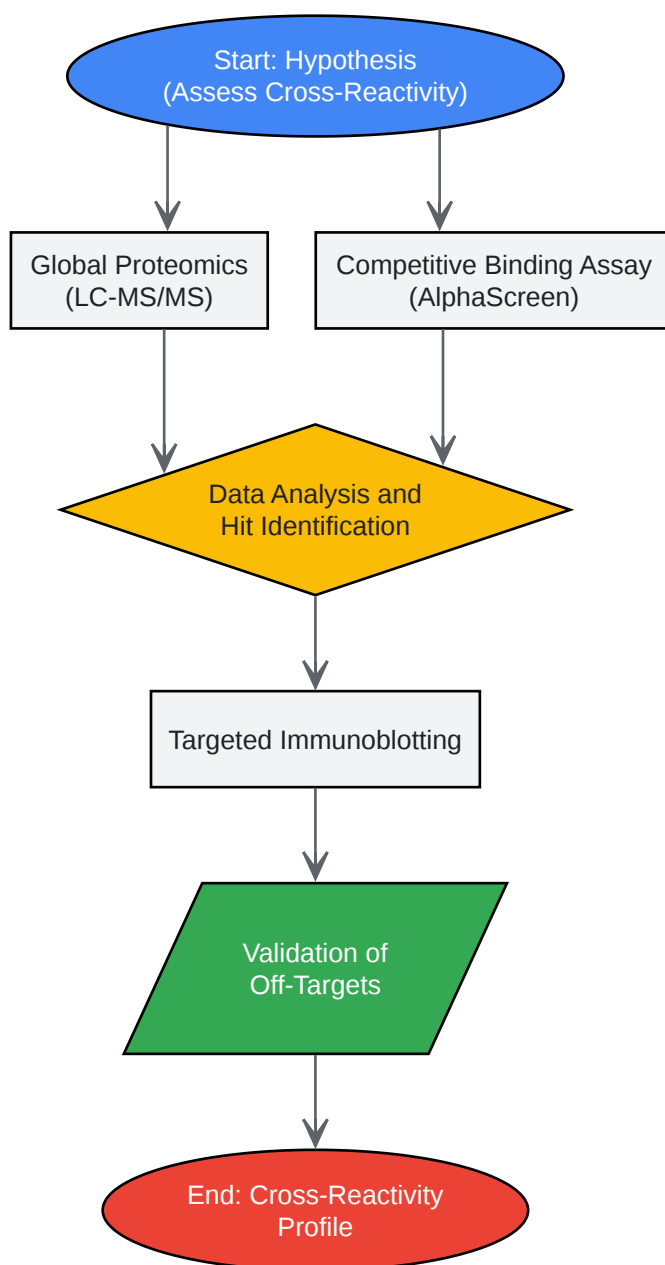 Start: Hypothesis
(Assess Cross-Reactivity)
Global Proteomics
(LC-MS/MS)
Competitive Binding Assay
(AlphaScreen)
Data Analysis and
Hit Identification
Targeted Immunoblotting
Validation of
Off-Targets
End: Cross-Reactivity
Profile